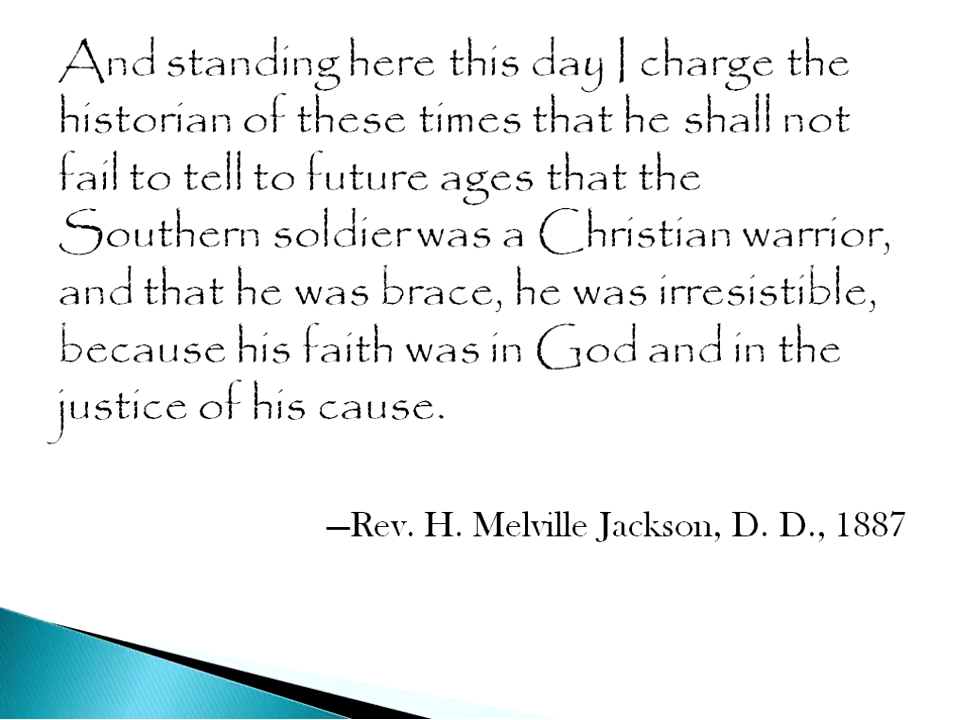 And standing here this day I charge the
historian of these times that he shall not
fail to tell to future ages that the
Southern soldier was a Christian warrior,
and that he was brace, he was irresistible,
because his faith was in God and in the
justice of his cause.
—Rev. H. Melville Jackson, D. D., 1887